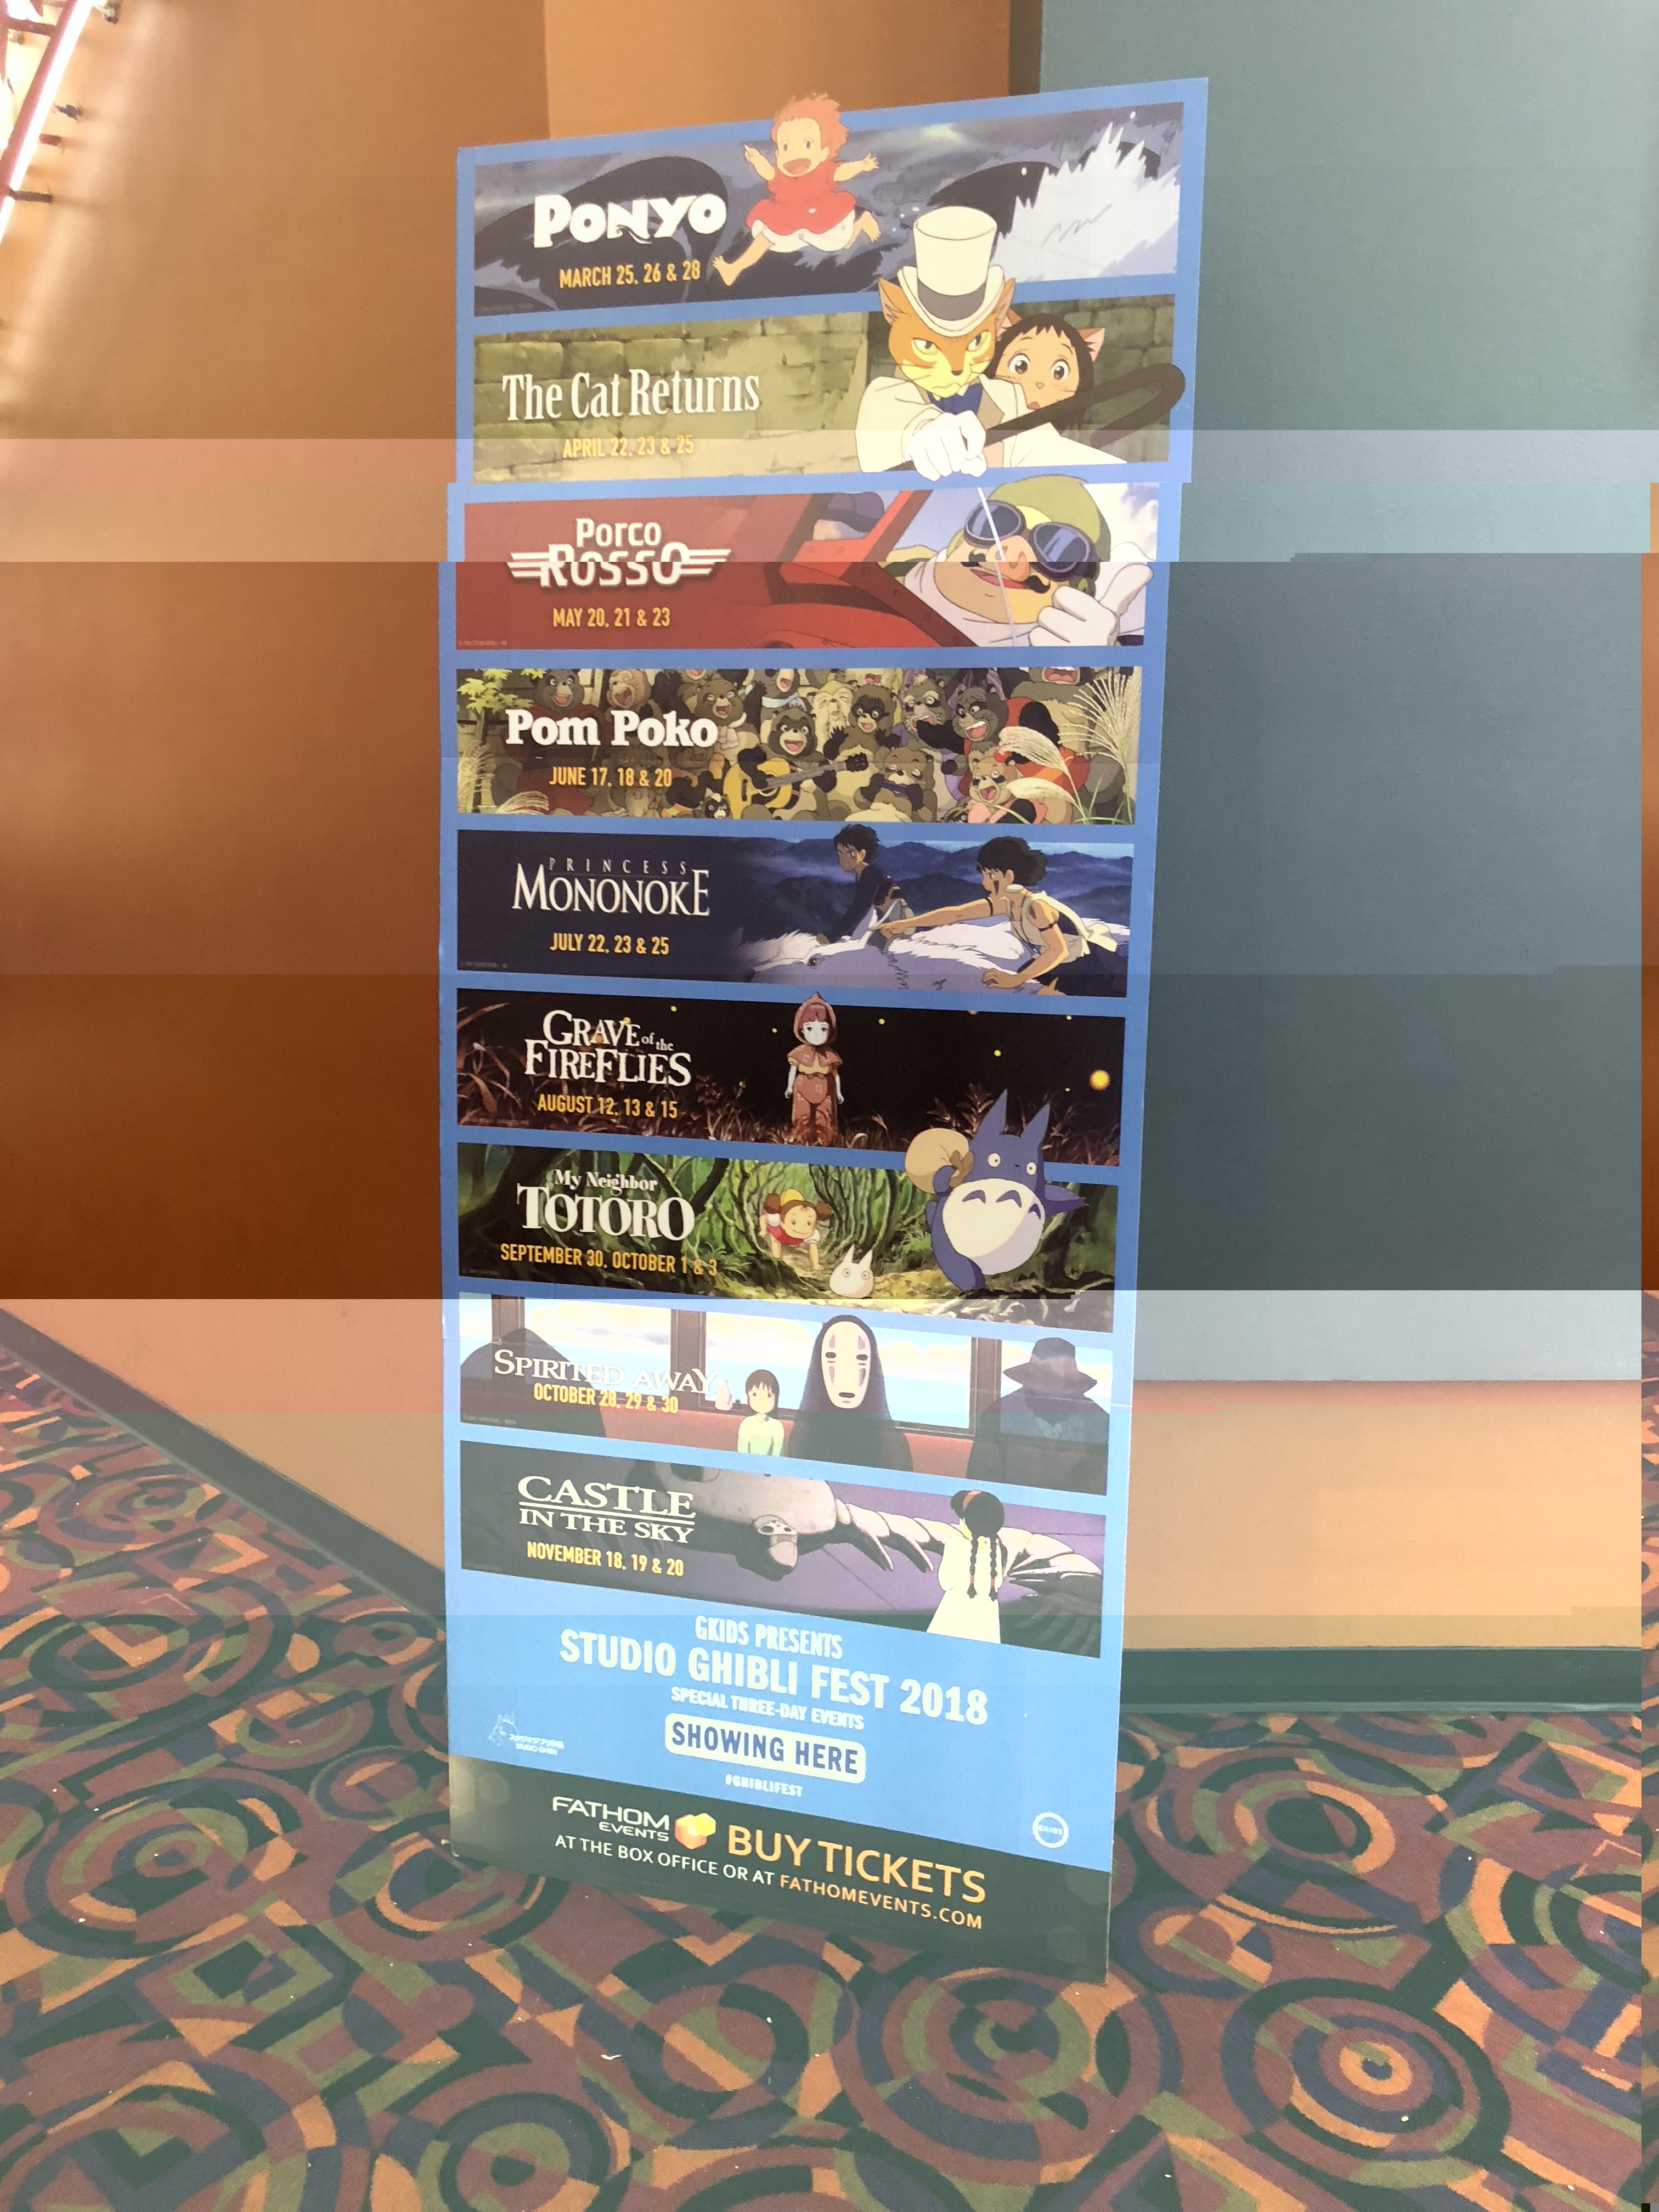 PONYO
MARCH 25, 26 & 28
The Cat Returns
APRIL 22, 23 & 25
PORCO
ROSSO
MAY 20, 21 & 23
Pom Poko
JUNE 17, 18 & 20
PRINCESS
MONONOKE
JULY 22, 23 & 25
GRAVE of the
FIREFLIES
AUGUST 12, 13 & 15
My Neighbor
TOTORO
SEPTEMBER 30, OCTOBER 1 & 3
SPIRITED AWAY
OCTOBER 28, 29 & 30
CASTLE
IN THE SKY
NOVEMBER 18, 19 & 20
GKIDS PRESENTS
STUDIO GHIBLI FEST 2018
SPECIAL THREE-DAY EVENTS
SHOWING HERE
#GHIBLIFEST
STUDIO GHIBLI
GKIDS
FATHOM
EVENTS
BUY TICKETS
AT THE BOX OFFICE OR AT FATHOMEVENTS.COM